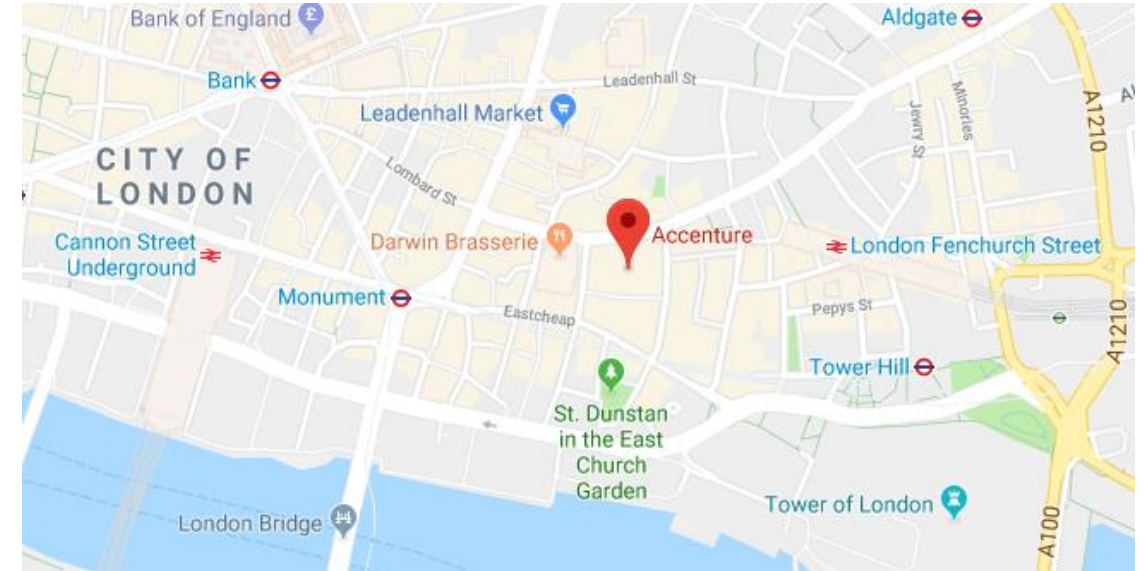 Bank of England
£
Aldgate
Bank
Leadenhall St
Leadenhall Market
Minories
Jewry St
A1210
CITY OF
LONDON
Lombard St
Darwin Brasserie
Accenture
Cannon Street
Underground
London Fenchurch Street
Monument
Eastcheap
Pepys St
A1210
Tower Hill
St. Dunstan
in the East
Church
Garden
Tower of London
London Bridge
A100